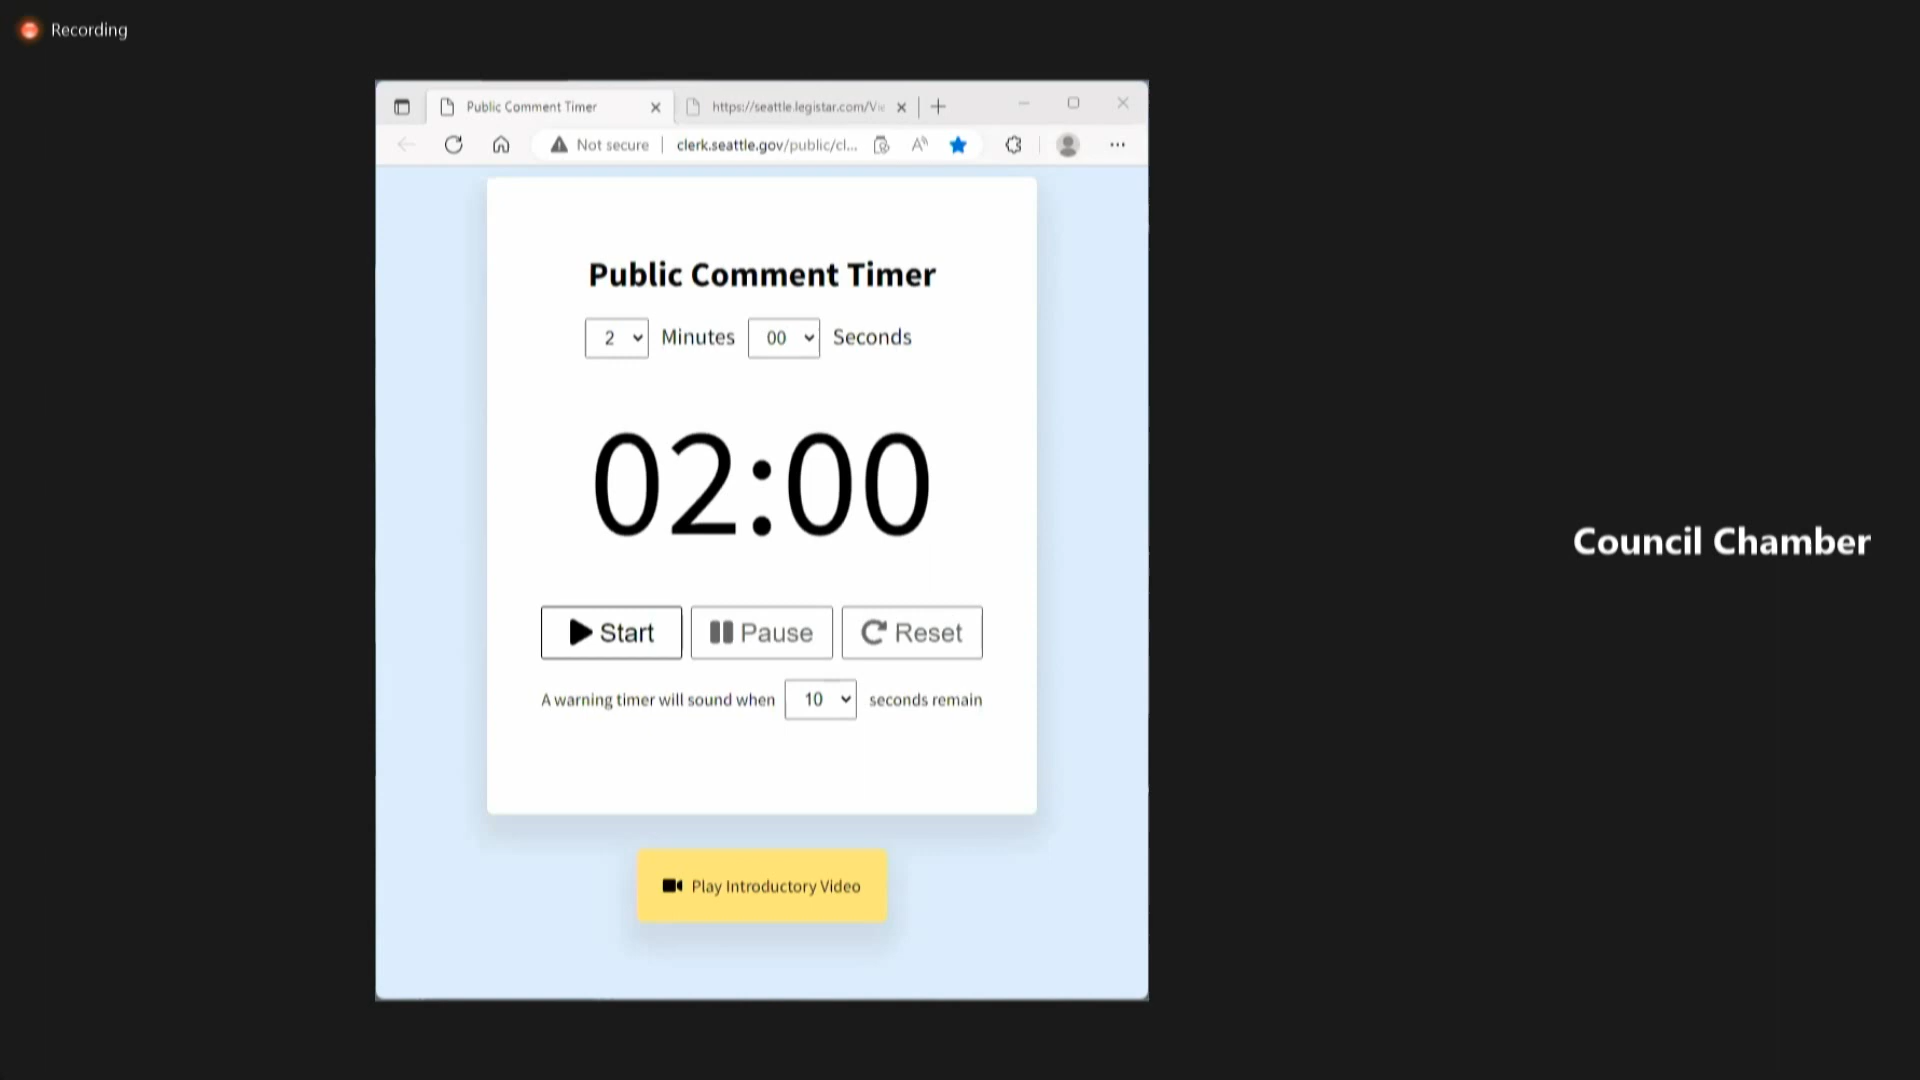 Recording
Public Comment Timer
https://seattle.legistar.com/Vie
Not secure
clerk.seattle.gov/public/cl...
Public Comment Timer
2 Minutes 00 Seconds
02:00
Start Pause Reset
A warning timer will sound when 10 seconds remain
Play Introductory Video
Council Chamber